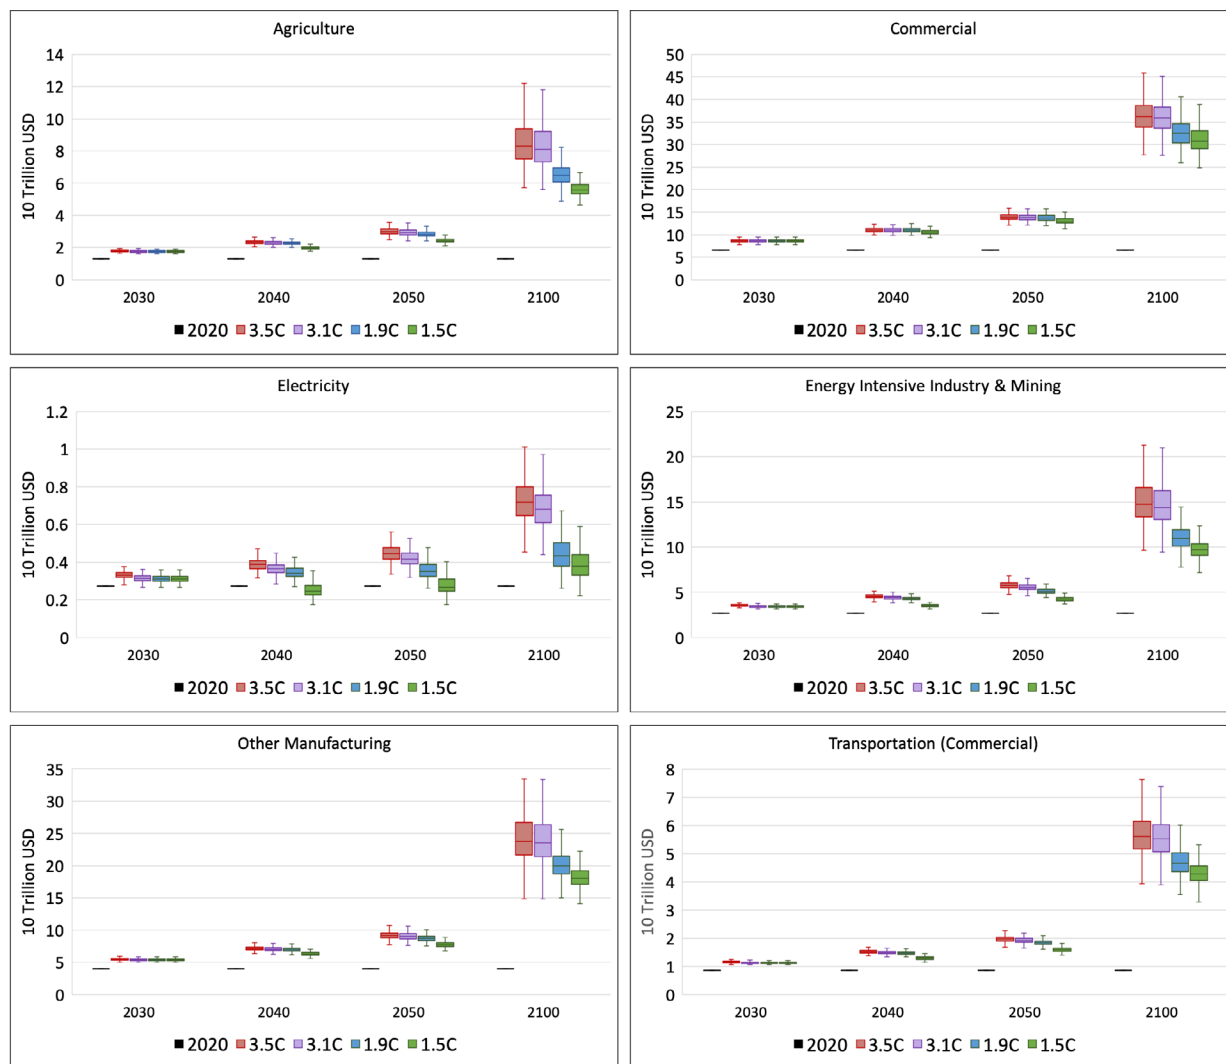 Agriculture
10 Trillion USD
14
12
10
8
6
4
2
0
2030 2040 2050 2100
2020 3.5C 3.1C 1.9C 1.5C
Commercial
10 Trillion USD
50
45
40
35
30
25
20
15
10
5
0
2030 2040 2050 2100
2020 3.5C 3.1C 1.9C 1.5C
Electricity
10 Trillion USD
1.2
1
0.8
0.6
0.4
0.2
0
2030 2040 2050 2100
2020 3.5C 3.1C 1.9C 1.5C
Energy Intensive Industry & Mining
10 Trillion USD
25
20
15
10
5
0
2030 2040 2050 2100
2020 3.5C 3.1C 1.9C 1.5C
Other Manufacturing
10 Trillion USD
35
30
25
20
15
10
5
0
2030 2040 2050 2100
2020 3.5C 3.1C 1.9C 1.5C
Transportation (Commercial)
10 Trillion USD
8
7
6
5
4
3
2
1
0
2030 2040 2050 2100
2020 3.5C 3.1C 1.9C 1.5C